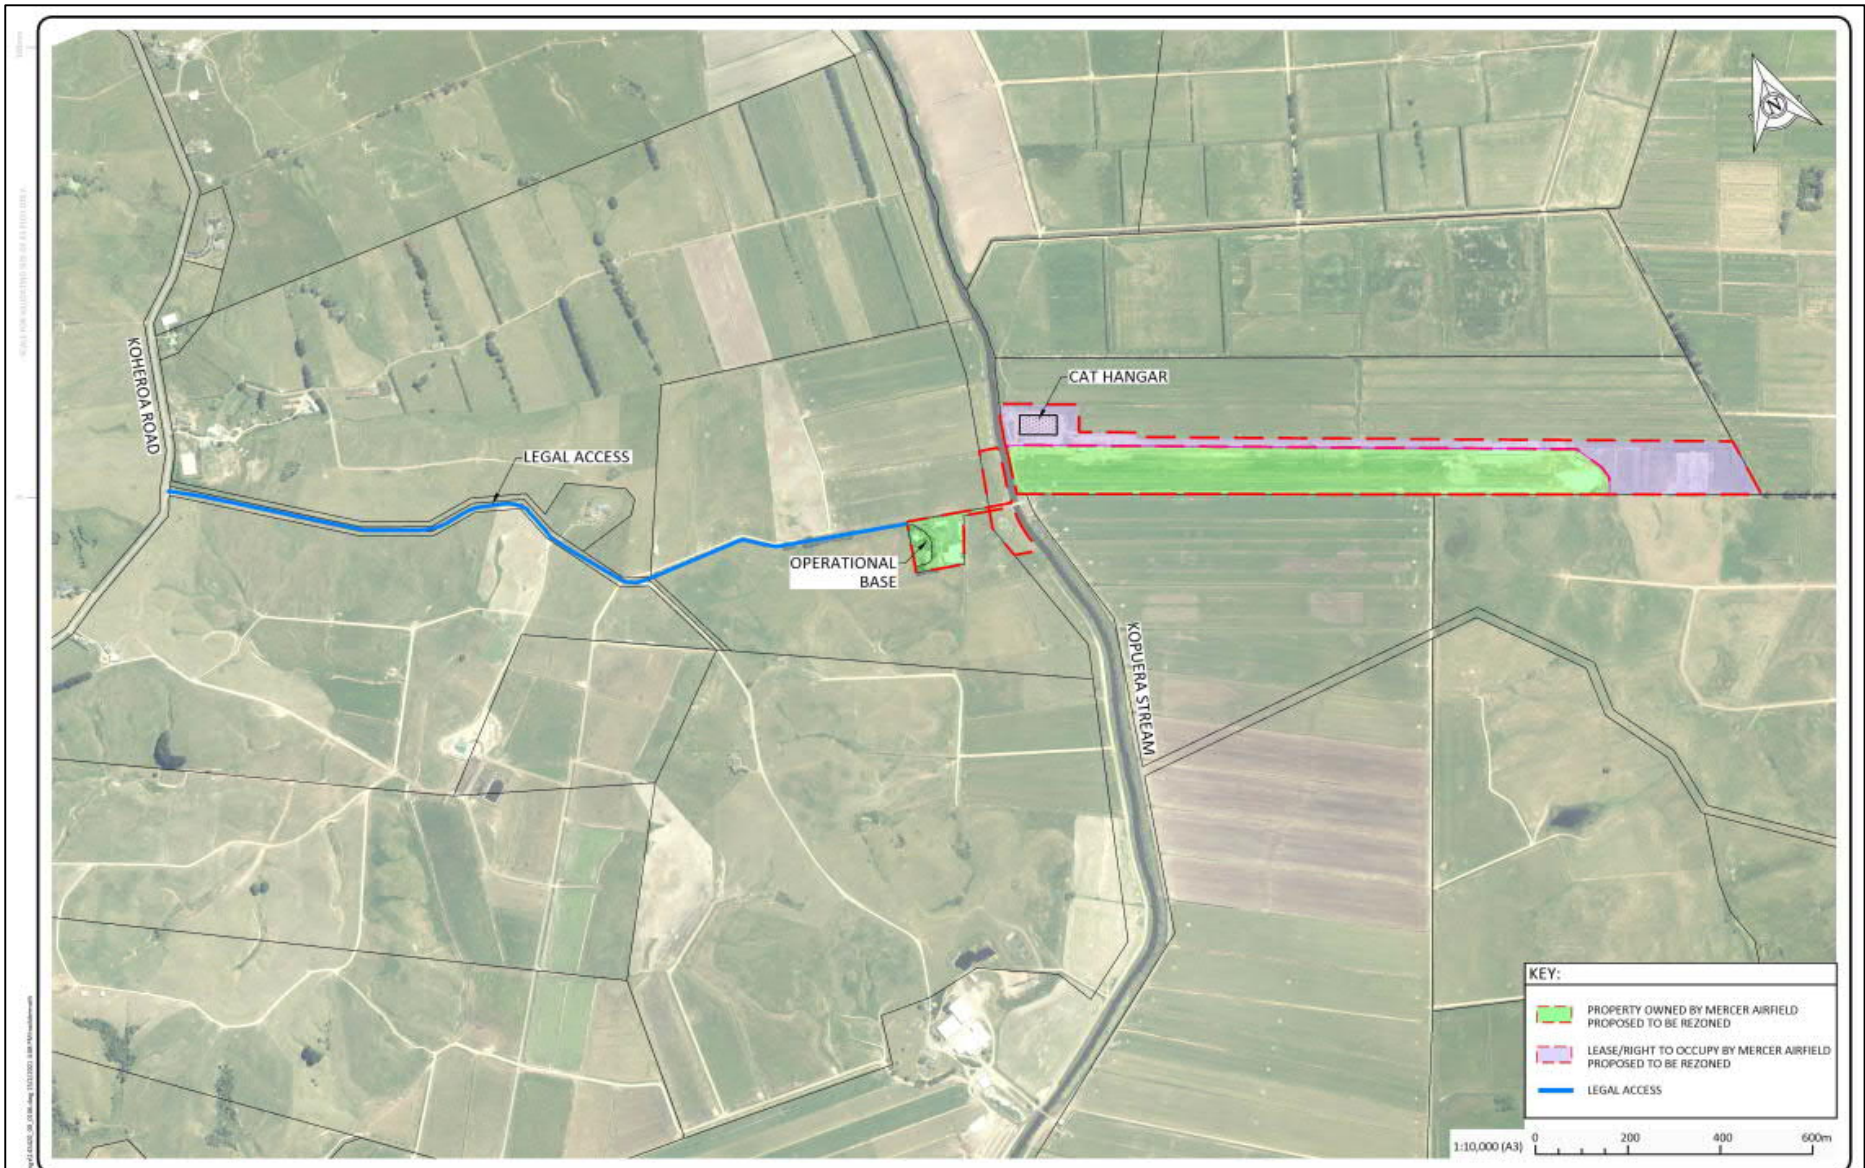 N
KOHEROA ROAD
CAT HANGAR
LEGAL ACCESS
OPERATIONAL
BASE
KOPUERA STREAM
KEY:
PROPERTY OWNED BY MERCER AIRFIELD
PROPOSED TO BE REZONED
LEASE/RIGHT TO OCCUPY BY MERCER AIRFIELD
PROPOSED TO BE REZONED
LEGAL ACCESS
1:10,000 (A3)
0 200 400 600m